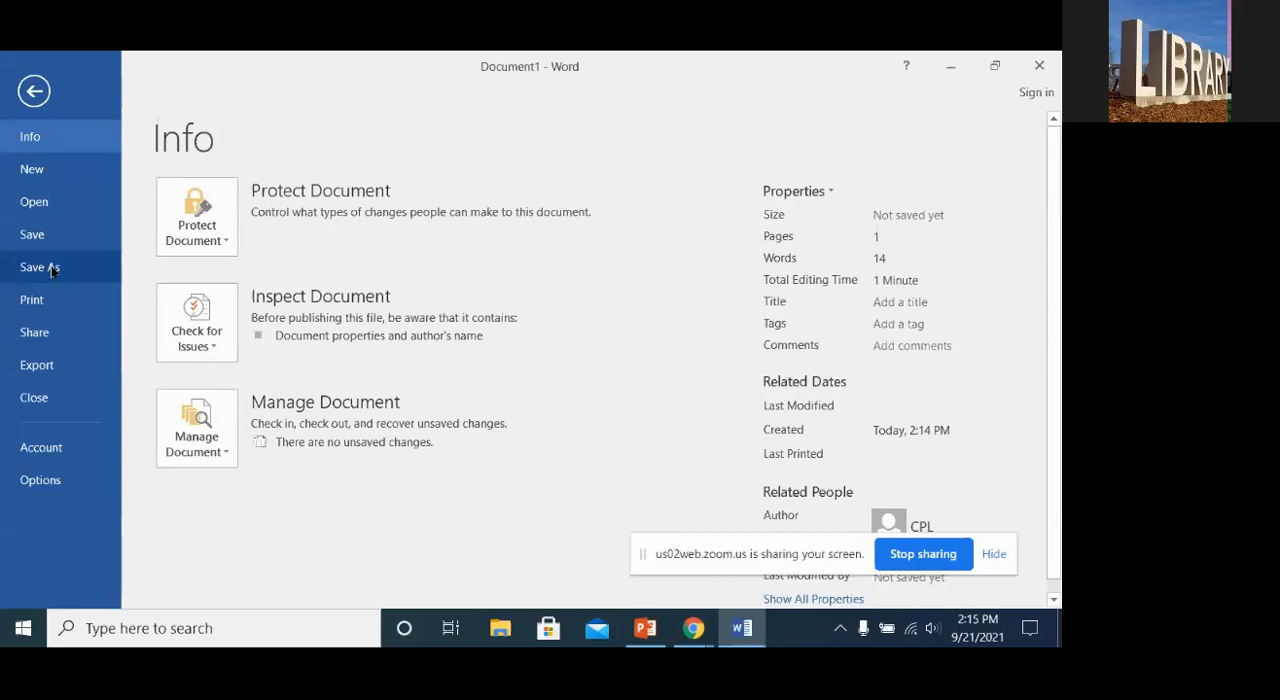 Document1 - Word
?
Sign in
Info
New
Open
Save
Save As
Print
Share
Export
Close
Account
Options
Info
Protect
Document
Protect Document
Control what types of changes people can make to this document.
Check for
Issues
Inspect Document
Before publishing this file, be aware that it contains:
Document properties and author's name
Manage
Document
Manage Document
Check in, check out, and recover unsaved changes.
There are no unsaved changes.
Properties
Size Not saved yet
Pages 1
Words 14
Total Editing Time 1 Minute
Title Add a title
Tags Add a tag
Comments Add comments
Related Dates
Last Modified
Created Today, 2:14 PM
Last Printed
Related People
Author CPL
us02web.zoom.us is sharing your screen. Stop sharing Hide
Last Modified By Not saved yet
Show All Properties
Type here to search
2:15 PM
9/21/2021
LIBRARY